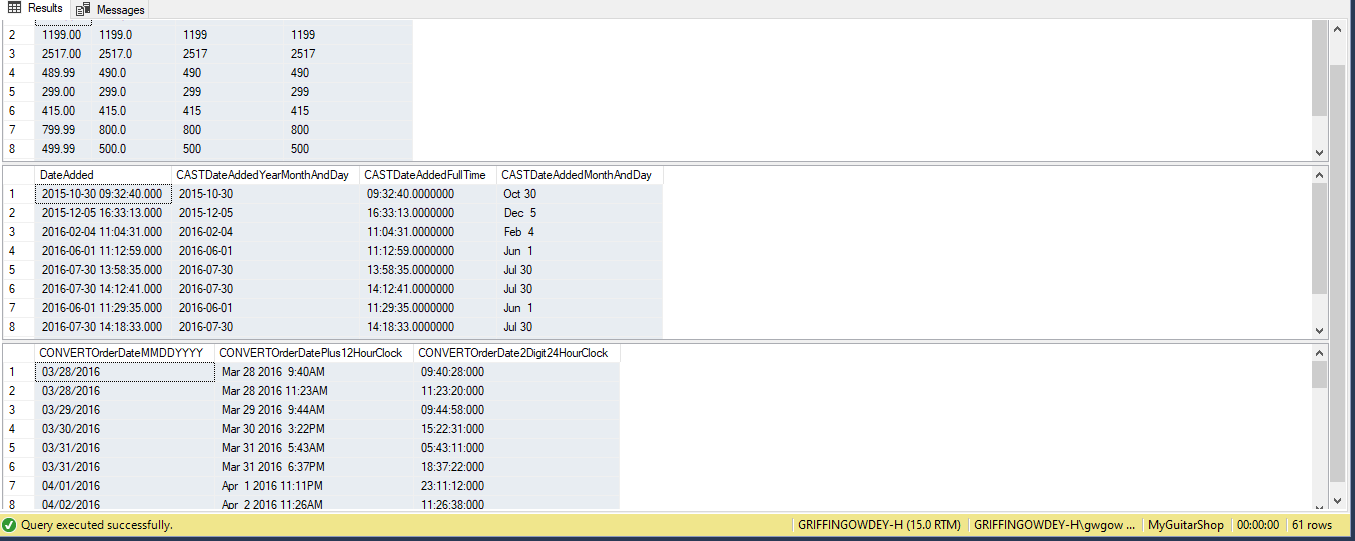 Results Messages
2 1199.00 1199.0 1199 1199
3 2517.00 2517.0 2517 2517
4 489.99 490.0 490 490
5 299.00 299.0 299 299
6 415.00 415.0 415 415
7 799.99 800.0 800 800
8 499.99 500.0 500 500
DateAdded CASTDateAddedYearMonthAndDay CASTDateAddedFullTime CASTDateAddedMonthAndDay
1 2015-10-30 09:32:40.000 2015-10-30 09:32:40.0000000 Oct 30
2 2015-12-05 16:33:13.000 2015-12-05 16:33:13.0000000 Dec  5
3 2016-02-04 11:04:31.000 2016-02-04 11:04:31.0000000 Feb  4
4 2016-06-01 11:12:59.000 2016-06-01 11:12:59.0000000 Jun  1
5 2016-07-30 13:58:35.000 2016-07-30 13:58:35.0000000 Jul 30
6 2016-07-30 14:12:41.000 2016-07-30 14:12:41.0000000 Jul 30
7 2016-06-01 11:29:35.000 2016-06-01 11:29:35.0000000 Jun  1
8 2016-07-30 14:18:33.000 2016-07-30 14:18:33.0000000 Jul 30
CONVERTOrderDateMMDDYYYY CONVERTOrderDatePlus12HourClock CONVERTOrderDate2Digit24HourClock
1 03/28/2016 Mar 28 2016  9:40AM 09:40:28:000
2 03/28/2016 Mar 28 2016 11:23AM 11:23:20:000
3 03/29/2016 Mar 29 2016  9:44AM 09:44:58:000
4 03/30/2016 Mar 30 2016  3:22PM 15:22:31:000
5 03/31/2016 Mar 31 2016  5:43AM 05:43:11:000
6 03/31/2016 Mar 31 2016  6:37PM 18:37:22:000
7 04/01/2016 Apr  1 2016 11:11PM 23:11:12:000
8 04/02/2016 Apr  2 2016 11:26AM 11:26:38:000
Query executed successfully. GRIFFINGOWDEY-H (15.0 RTM) GRIFFINGOWDEY-H\gwgow ... MyGuitarShop 00:00:00 61 rows